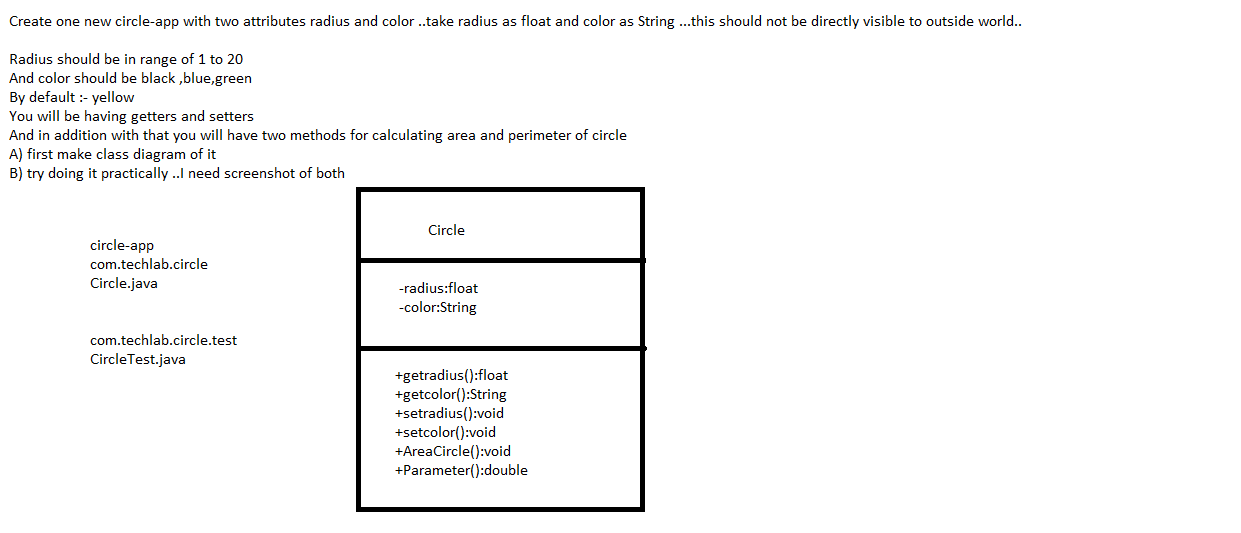 Create one new circle-app with two attributes radius and color ..take radius as float and color as String ...this should not be directly visible to outside world..
Radius should be in range of 1 to 20
And color should be black ,blue,green
By default :- yellow
You will be having getters and setters
And in addition with that you will have two methods for calculating area and perimeter of circle
A) first make class diagram of it
B) try doing it practically ..I need screenshot of both
circle-app
com.techlab.circle
Circle.java
com.techlab.circle.test
CircleTest.java
Circle
-radius:float
-color:String
+getradius():float
+getcolor():String
+setradius():void
+setcolor():void
+AreaCircle():void
+Parameter():double